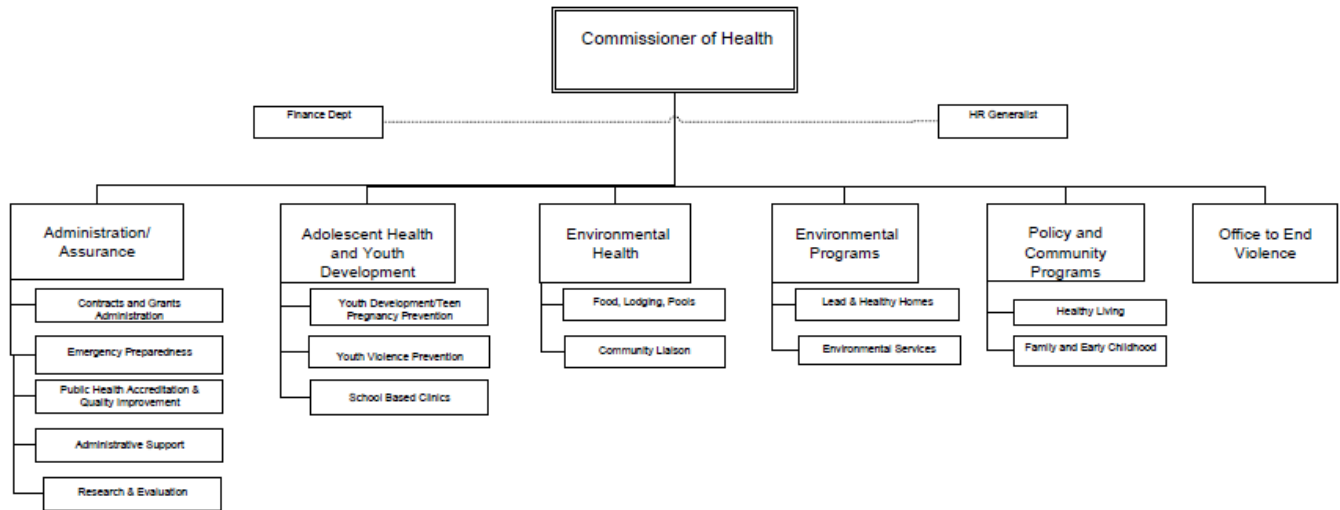 Commissioner of Health
Finance Dept
HR Generalist
Administration/
Assurance
Contracts and Grants
Administration
Emergency Preparedness
Public Health Accreditation &
Quality Improvement
Administrative Support
Research & Evaluation
Adolescent Health
and Youth
Development
Youth Development/Teen
Pregnancy Prevention
Youth Violence Prevention
School Based Clinics
Environmental
Health
Food, Lodging, Pools
Community Liaison
Environmental
Programs
Lead & Healthy Homes
Environmental Services
Policy and
Community
Programs
Healthy Living
Family and Early Childhood
Office to End
Violence